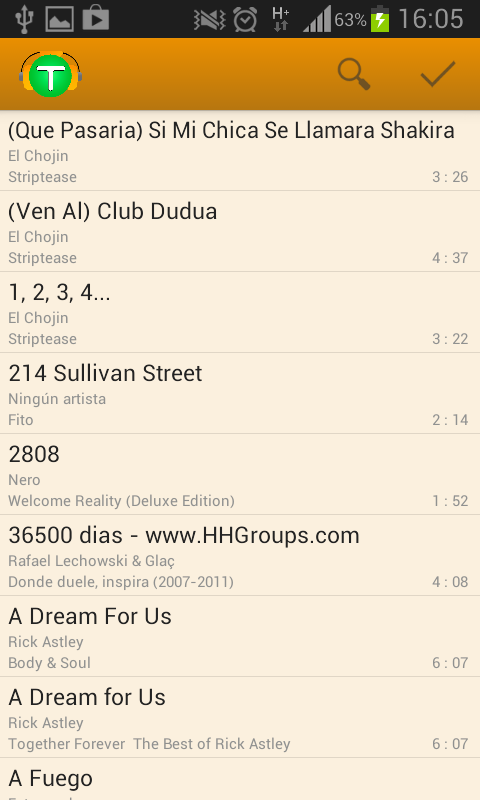 H+ 63% 16:05
T
(Que Pasaria) Si Mi Chica Se Llamara Shakira
El Chojin
Striptease 3 : 26
(Ven Al) Club Dudua
El Chojin
Striptease 4 : 37
1, 2, 3, 4...
El Chojin
Striptease 3 : 22
214 Sullivan Street
Ningún artista
Fito 2 : 14
2808
Nero
Welcome Reality (Deluxe Edition) 1 : 52
36500 dias - www.HHGroups.com
Rafael Lechowski & Glaç
Donde duele, inspira (2007-2011) 4 : 08
A Dream For Us
Rick Astley
Body & Soul 6 : 07
A Dream for Us
Rick Astley
Together Forever  The Best of Rick Astley 6 : 07
A Fuego